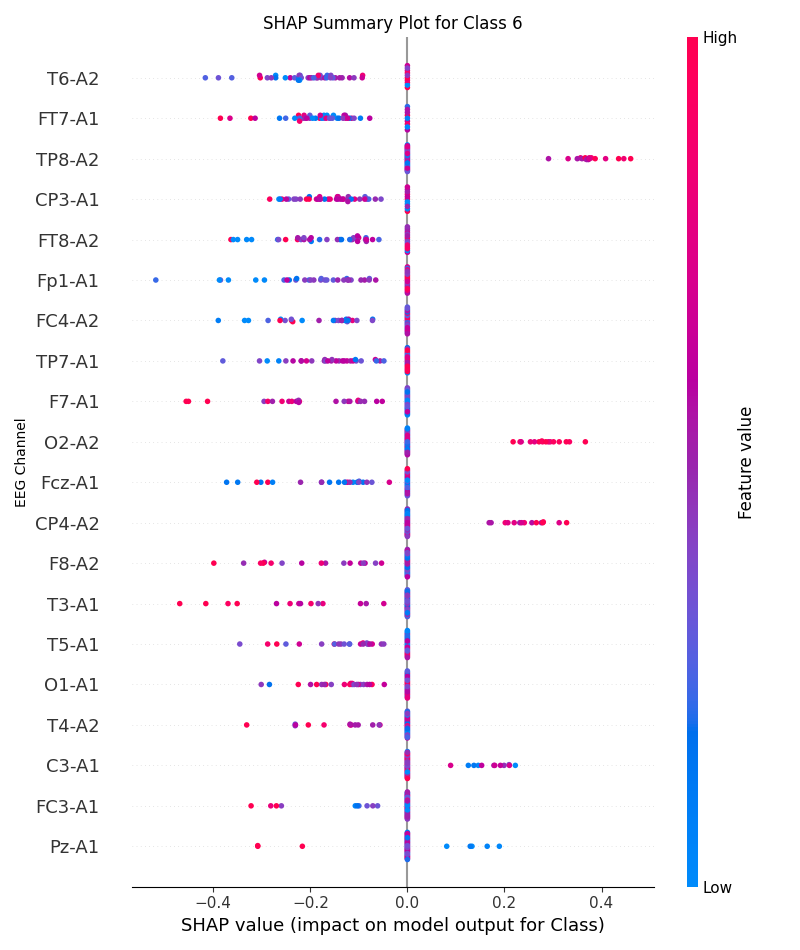 SHAP Summary Plot for Class 6
High
T6-A2
FT7-A1
TP8-A2
CP3-A1
FT8-A2
Fp1-A1
FC4-A2
TP7-A1
F7-A1
O2-A2
Fcz-A1
CP4-A2
F8-A2
T3-A1
T5-A1
O1-A1
T4-A2
C3-A1
FC3-A1
Pz-A1
EEG Channel
Feature value
Low
−0.4 −0.2 0.0 0.2 0.4
SHAP value (impact on model output for Class)